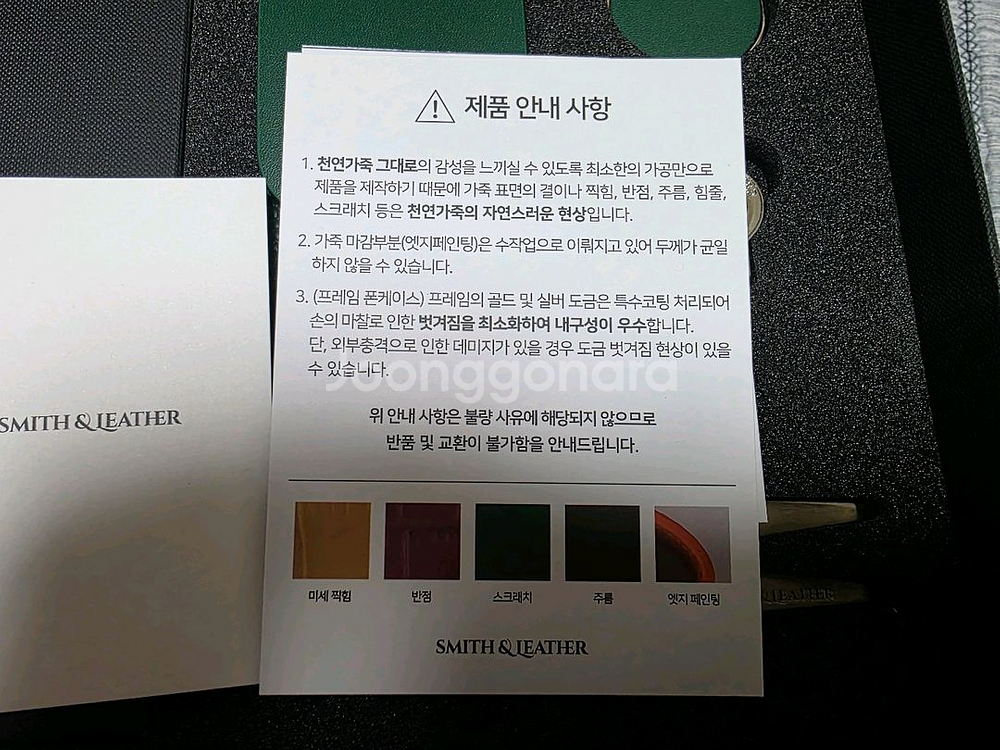 제품 안내 사항
1. 천연가죽 그대로의 감성을 느끼실 수 있도록 최소한의 가공만으로
제품을 제작하기 때문에 가죽 표면의 결이나 찍힘, 반점, 주름, 힘줄,
스크래치 등은 천연가죽의 자연스러운 현상입니다.
2. 가죽 마감부분(엣지페인팅)은 수작업으로 이뤄지고 있어 두께가 균일
하지 않을 수 있습니다.
3. (프레임 폰케이스) 프레임의 골드 및 실버 도금은 특수코팅 처리되어
손의 마찰로 인한 벗겨짐을 최소화하여 내구성이 우수합니다.
단, 외부충격으로 인한 데미지가 있을 경우 도금 벗겨짐 현상이 있을
수 있습니다.
Joonggonara
위 안내 사항은 불량 사유에 해당되지 않으므로
반품 및 교환이 불가함을 안내드립니다.
미세 찍힘
반점
스크래치
주름
엣지 페인팅
SMITH & LEATHER
SMITH & LEATHER
LEATHER